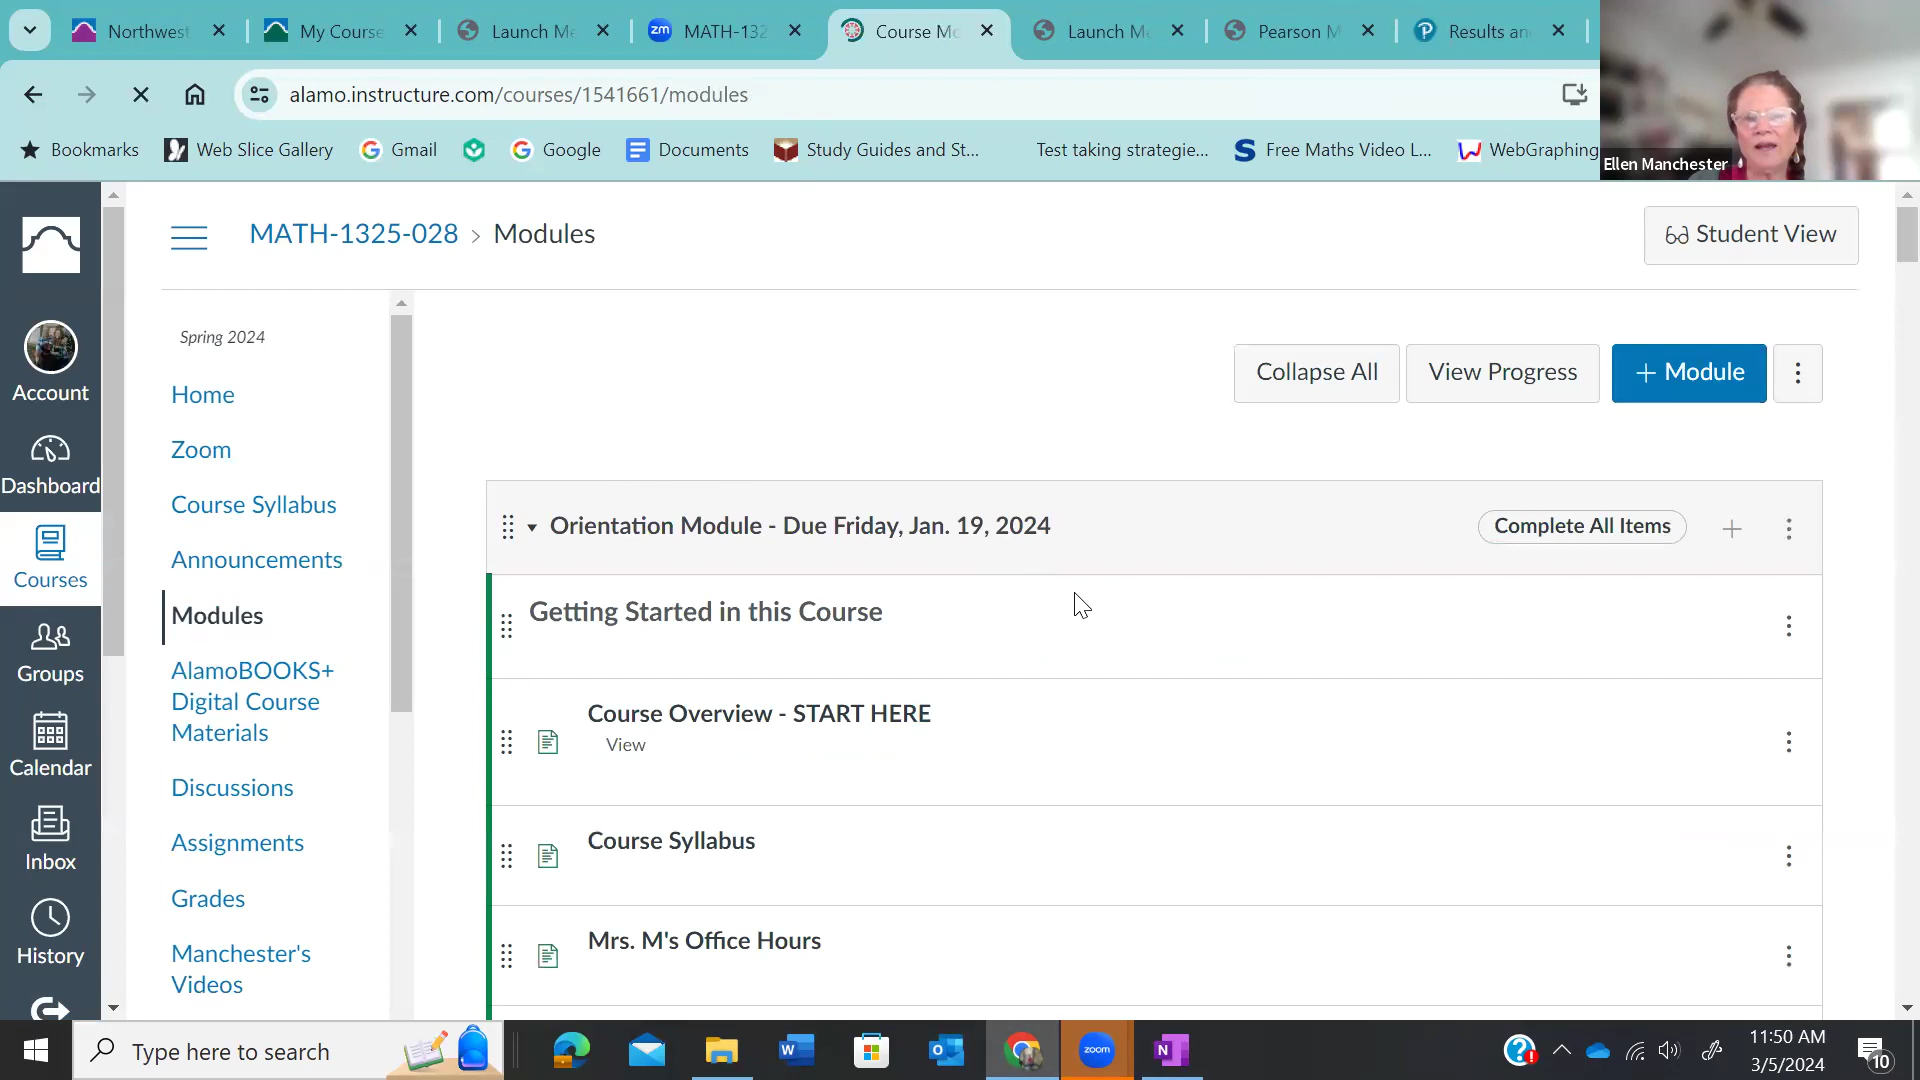 Northwest
My Course
Launch Me
MATH-132
Course Mo
Launch Me
Pearson M
Results an
alamo.instructure.com/courses/1541661/modules
Bookmarks
Web Slice Gallery
Gmail
Google
Documents
Study Guides and St...
Test taking strategie...
Free Maths Video L...
WebGraphing
Ellen Manchester
MATH-1325-028 > Modules
Student View
Account
Dashboard
Courses
Groups
Calendar
Inbox
History
Spring 2024
Home
Zoom
Course Syllabus
Announcements
Modules
AlamoBOOKS+
Digital Course
Materials
Discussions
Assignments
Grades
Manchester's
Videos
Collapse All
View Progress
+ Module
Orientation Module - Due Friday, Jan. 19, 2024
Complete All Items
Getting Started in this Course
Course Overview - START HERE
View
Course Syllabus
Mrs. M's Office Hours
Type here to search
zoom
11:50 AM
3/5/2024
10